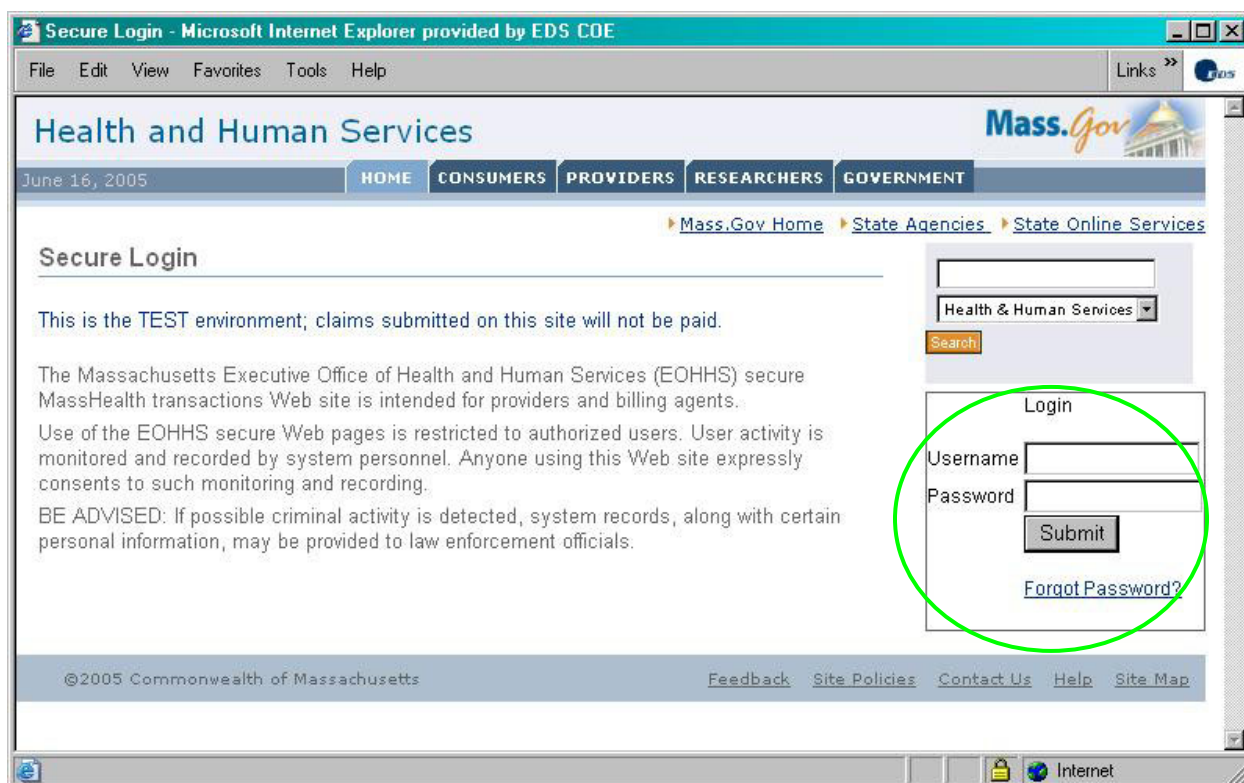 Secure Login - Microsoft Internet Explorer provided by EDS COE
File Edit View Favorites Tools Help Links »
EDS
Health and Human Services
Mass.Gov
June 16, 2005
HOME CONSUMERS PROVIDERS RESEARCHERS GOVERNMENT
Mass.Gov Home State Agencies State Online Services
Secure Login
This is the TEST environment; claims submitted on this site will not be paid.
The Massachusetts Executive Office of Health and Human Services (EOHHS) secure
MassHealth transactions Web site is intended for providers and billing agents.
Use of the EOHHS secure Web pages is restricted to authorized users. User activity is
monitored and recorded by system personnel. Anyone using this Web site expressly
consents to such monitoring and recording.
BE ADVISED: If possible criminal activity is detected, system records, along with certain
personal information, may be provided to law enforcement officials.
Health & Human Services
Search
Login
Username
Password
Submit
Forgot Password?
©2005 Commonwealth of Massachusetts
Feedback Site Policies Contact Us Help Site Map
Internet